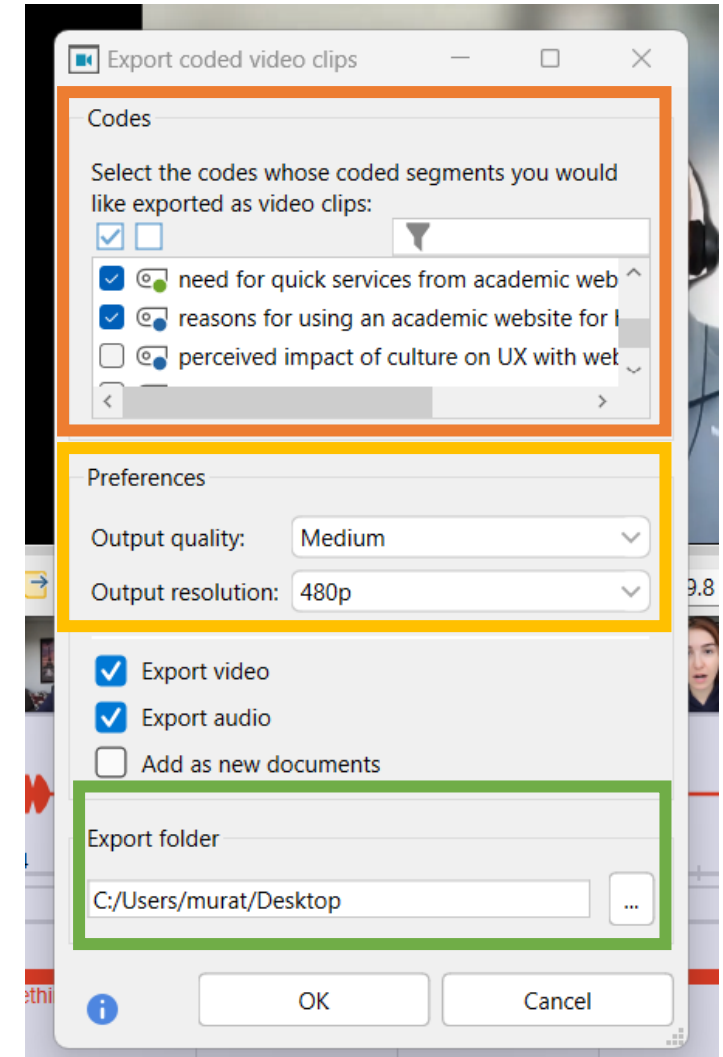 Export coded video clips
Codes
Select the codes whose coded segments you would
like exported as video clips:
need for quick services from academic web
reasons for using an academic website for
perceived impact of culture on UX with web
Preferences
Output quality: Medium
Output resolution: 480p
9.8
Export video
Export audio
Add as new documents
Export folder
C:/Users/murat/Desktop
...
ethi
OK
Cancel